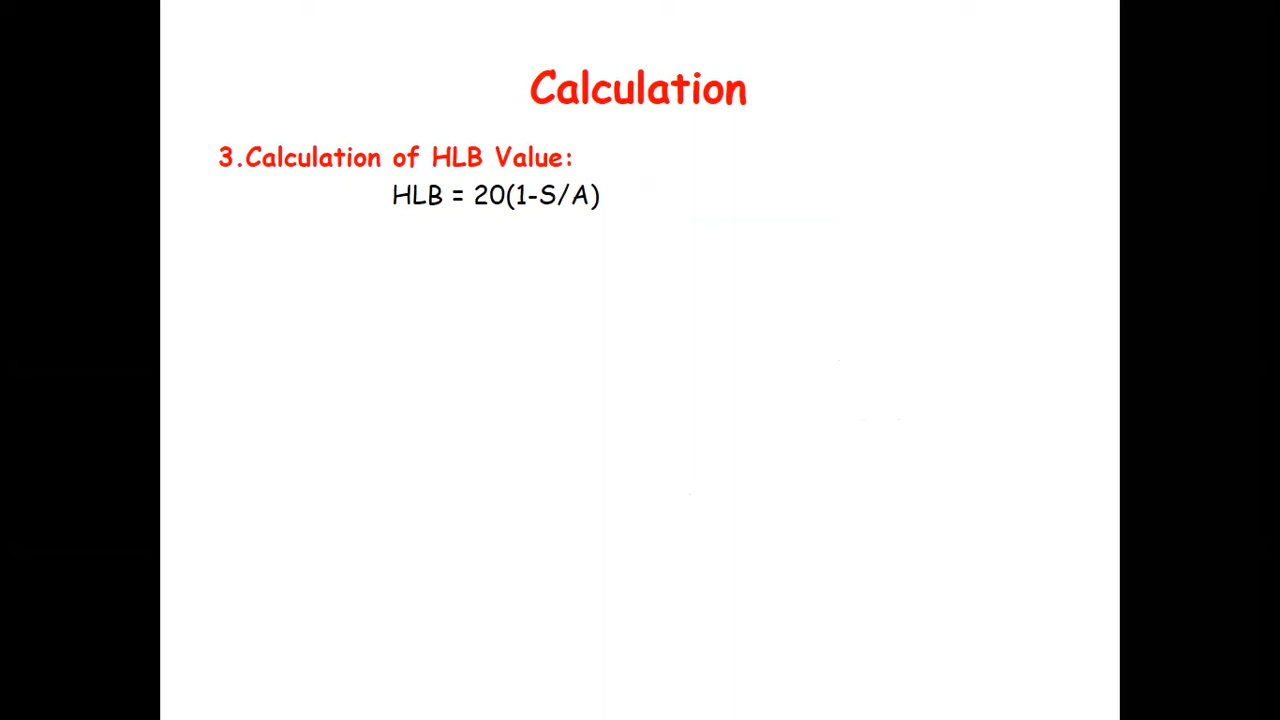 Calculation
3.Calculation of HLB Value:
HLB = 20(1-S/A)